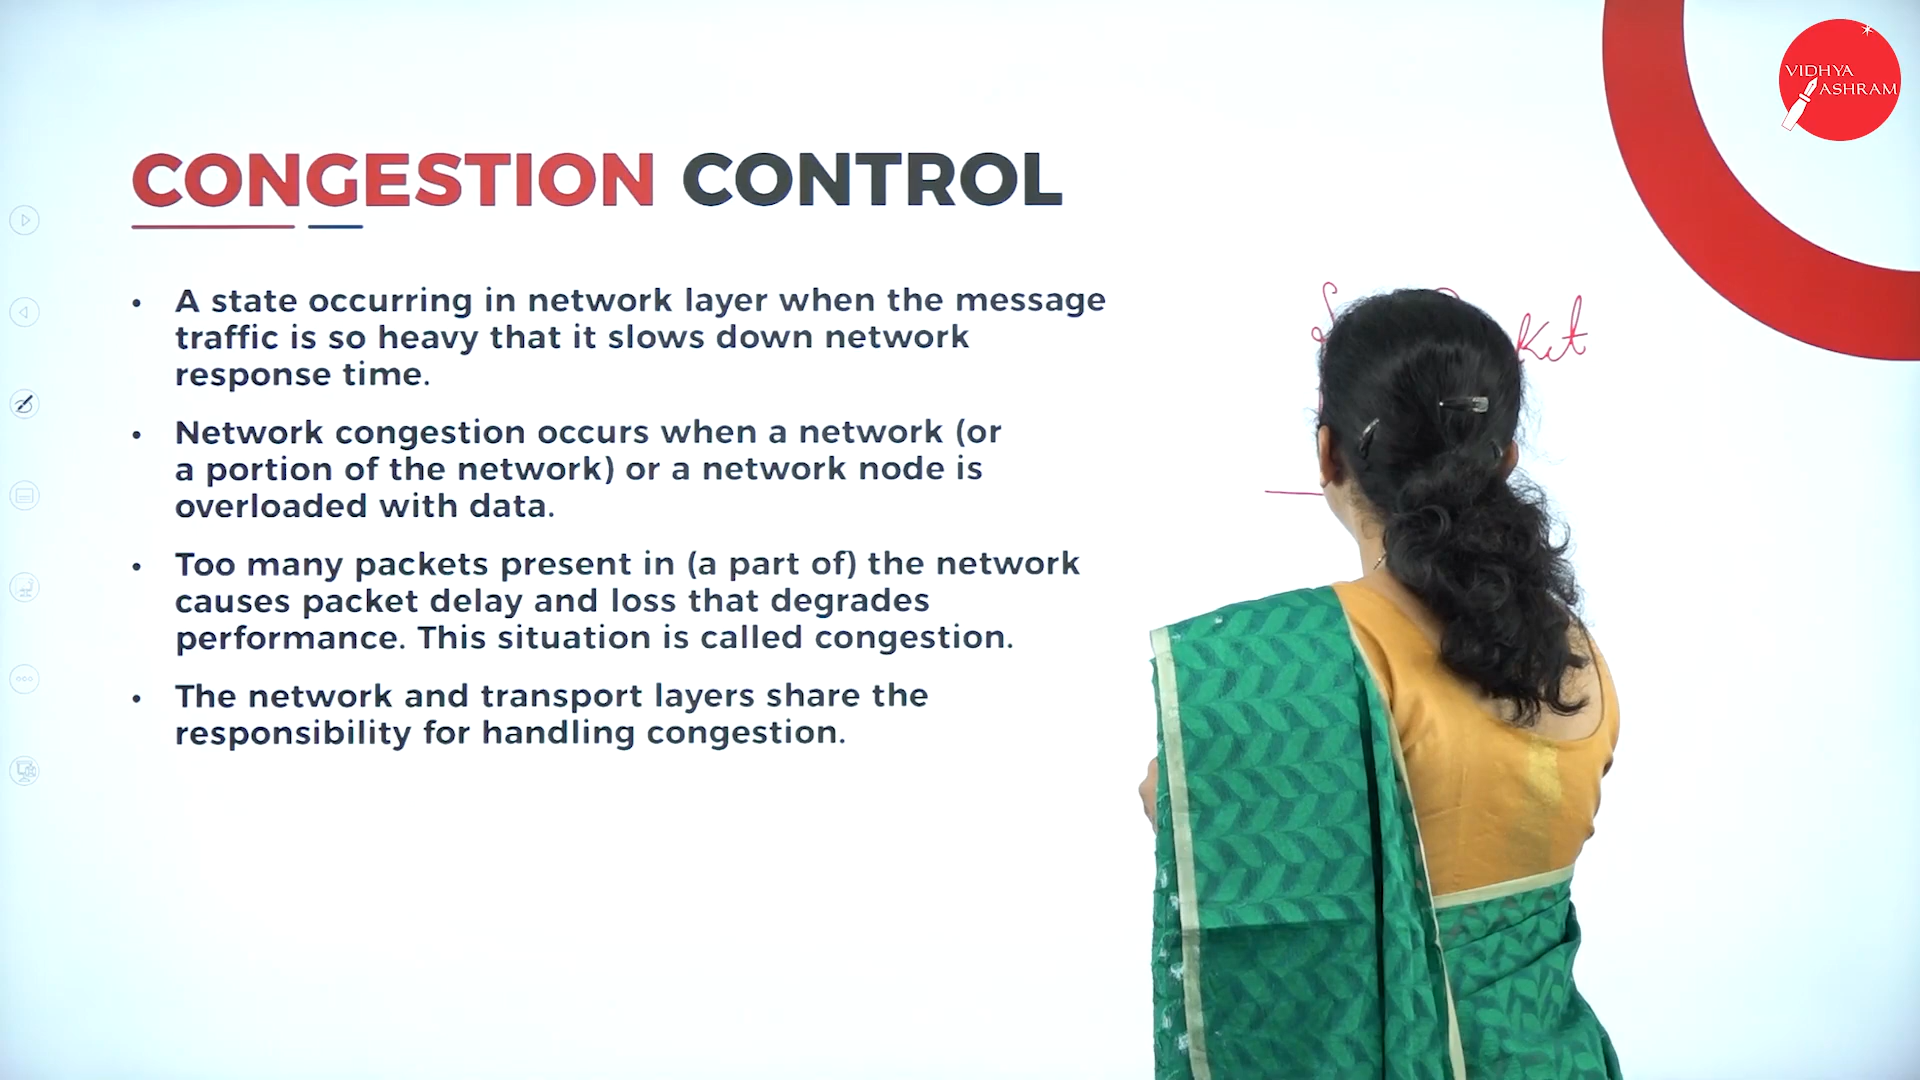 VIDHYA
ASHRAM
CONGESTION CONTROL
• A state occurring in network layer when the message
traffic is so heavy that it slows down network
response time.
• Network congestion occurs when a network (or
a portion of the network) or a network node is
overloaded with data.
• Too many packets present in (a part of) the network
causes packet delay and loss that degrades
performance. This situation is called congestion.
• The network and transport layers share the
responsibility for handling congestion.